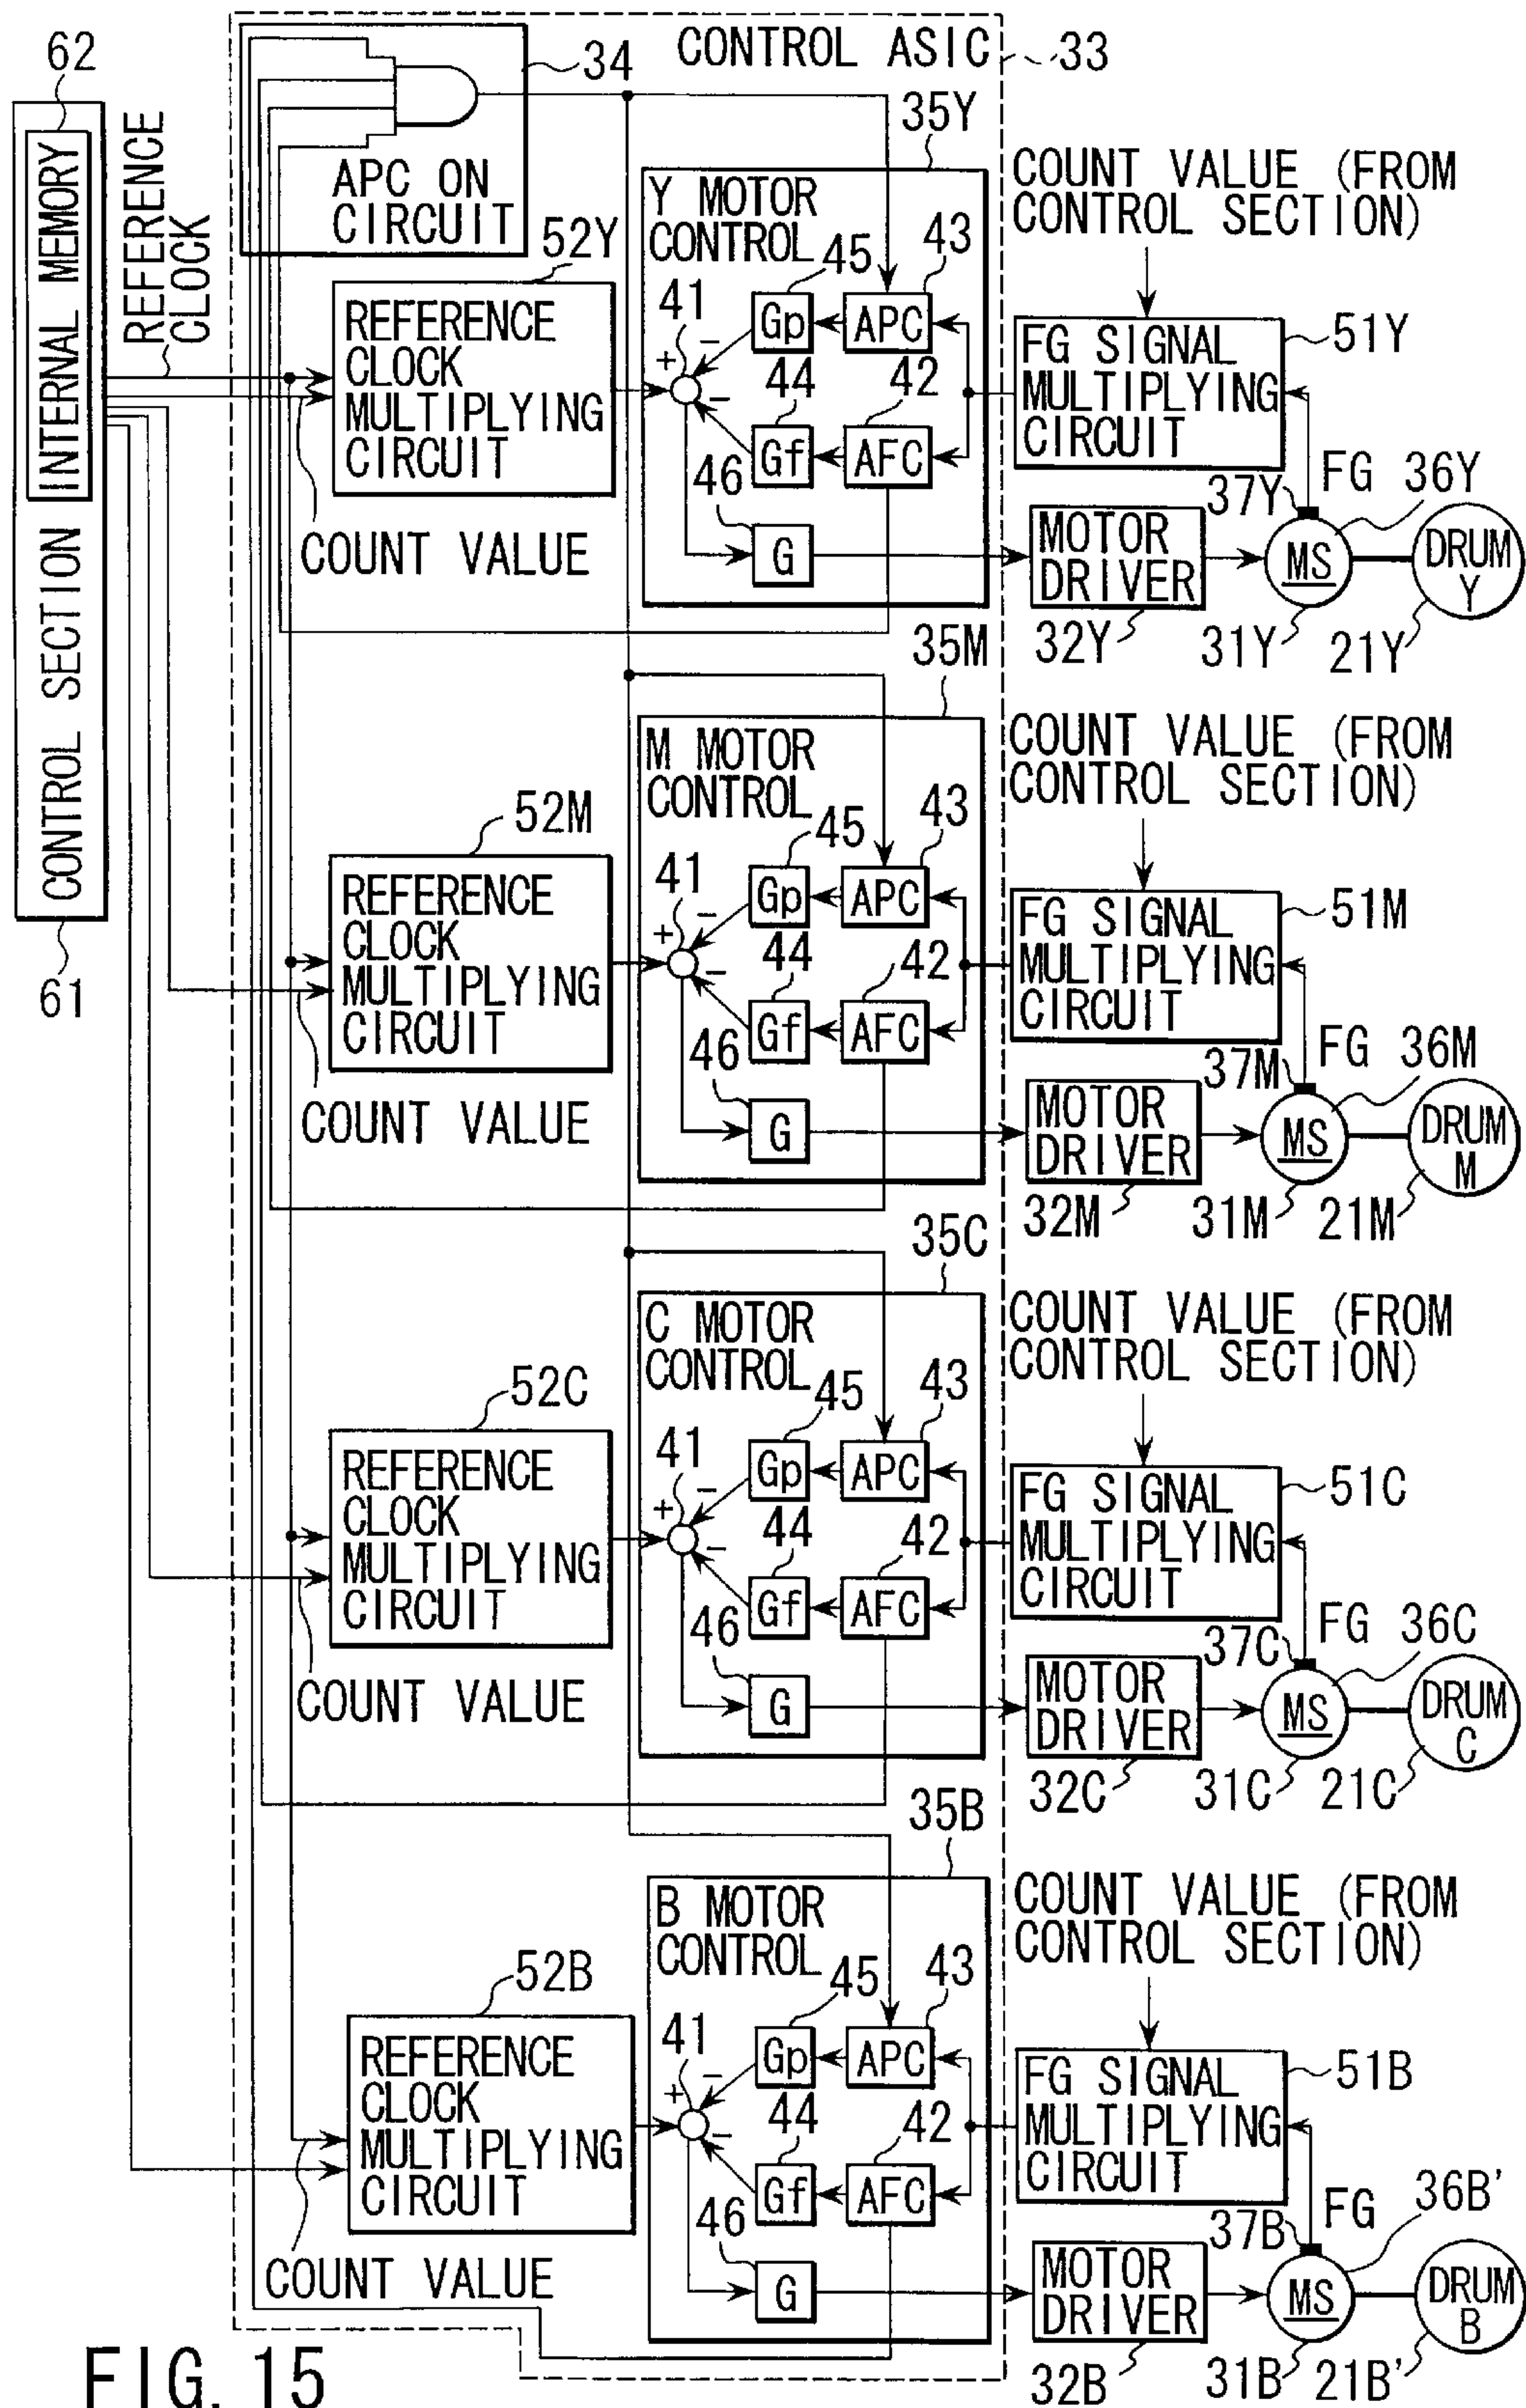 62
CONTROL ASIC
33
34
35Y
INTERNAL MEMORY
CONTROL SECTION
61
REFERENCE
CLOCK
APC ON
CIRCUIT
52Y
REFERENCE
CLOCK
MULTIPLYING
CIRCUIT
COUNT VALUE
Y MOTOR
CONTROL
45
43
41
Gp
APC
+
-
-
44
42
Gf
AFC
46
G
COUNT VALUE (FROM
CONTROL SECTION)
FG SIGNAL
MULTIPLYING
CIRCUIT
51Y
37Y
FG
36Y
MOTOR
DRIVER
MS
DRUM
Y
32Y
31Y
21Y
35M
52M
REFERENCE
CLOCK
MULTIPLYING
CIRCUIT
COUNT VALUE
M MOTOR
CONTROL
45
43
41
Gp
APC
+
-
-
44
42
Gf
AFC
46
G
COUNT VALUE (FROM
CONTROL SECTION)
FG SIGNAL
MULTIPLYING
CIRCUIT
51M
37M
FG
36M
MOTOR
DRIVER
MS
DRUM
M
32M
31M
21M
35C
52C
REFERENCE
CLOCK
MULTIPLYING
CIRCUIT
COUNT VALUE
C MOTOR
CONTROL
45
43
41
Gp
APC
+
-
-
44
42
Gf
AFC
46
G
COUNT VALUE (FROM
CONTROL SECTION)
FG SIGNAL
MULTIPLYING
CIRCUIT
51C
37C
FG
36C
MOTOR
DRIVER
MS
DRUM
C
32C
31C
21C
35B
52B
REFERENCE
CLOCK
MULTIPLYING
CIRCUIT
COUNT VALUE
B MOTOR
CONTROL
45
43
41
Gp
APC
+
-
-
44
42
Gf
AFC
46
G
COUNT VALUE (FROM
CONTROL SECTION)
FG SIGNAL
MULTIPLYING
CIRCUIT
51B
37B
FG
36B'
MOTOR
DRIVER
MS
DRUM
B
32B
31B
21B'
FIG. 15